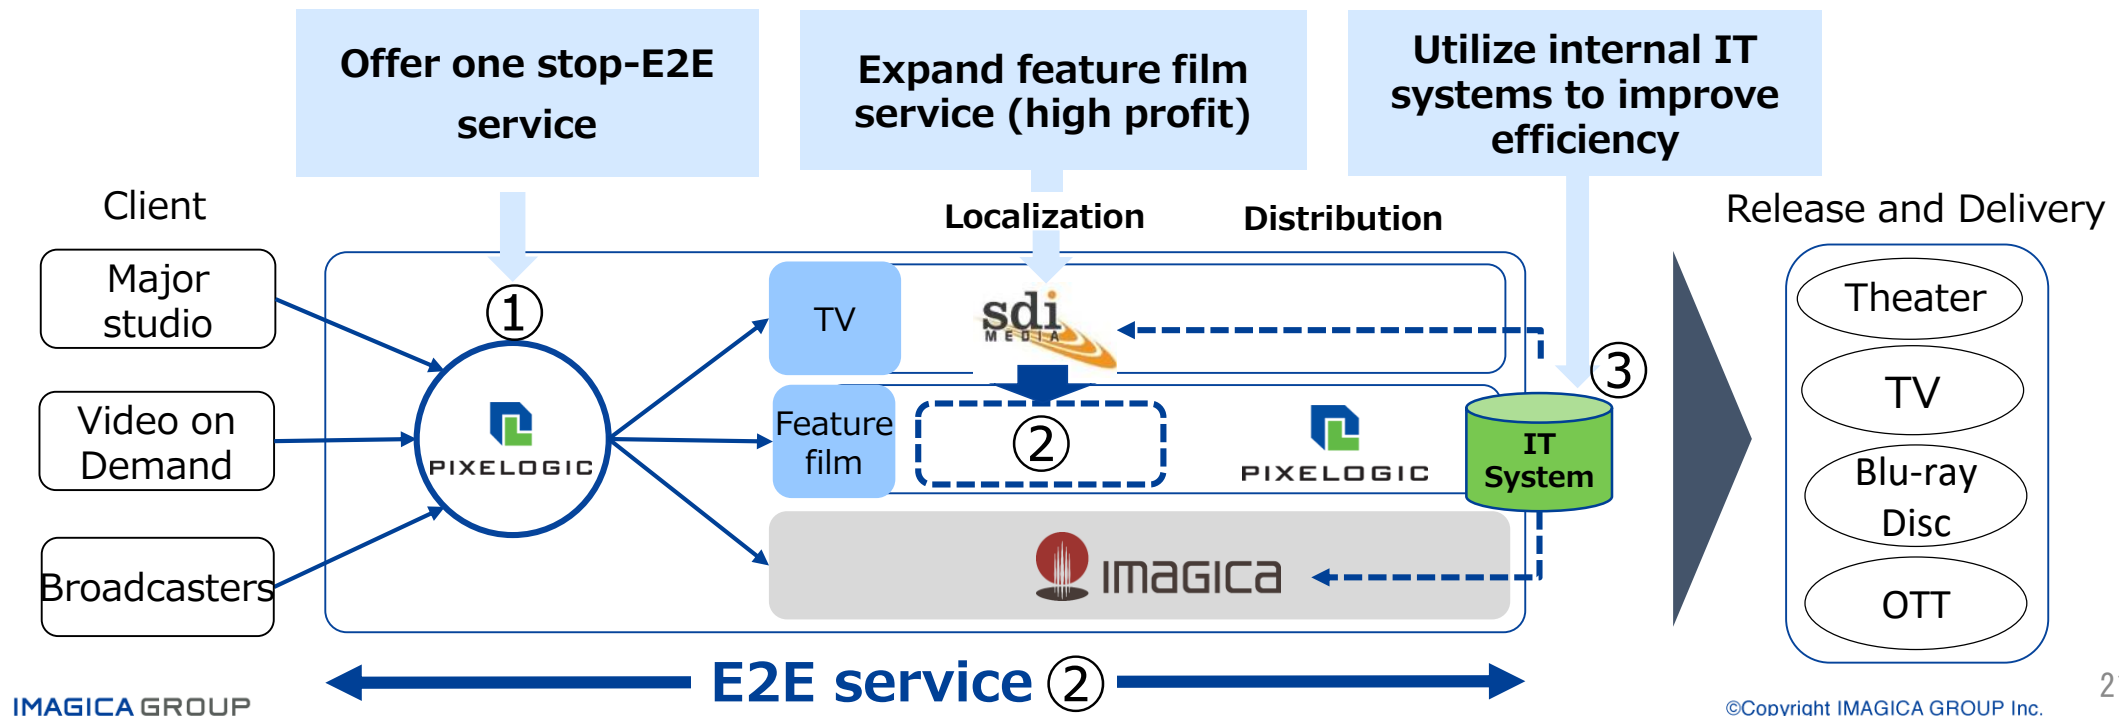 Offer one stop-E2E
service
Expand feature film
service (high profit)
Utilize internal IT
systems to improve
efficiency
Client
Localization
Distribution
Release and Delivery
Major
studio
Video on
Demand
Broadcasters
①
PIXELOGIC
TV
sdi
MEDIA
Feature
film
②
PIXELOGIC
③
IT
System
IMAGICA
Theater
TV
Blu-ray
Disc
OTT
E2E service ②
IMAGICA GROUP
©Copyright IMAGICA GROUP Inc.